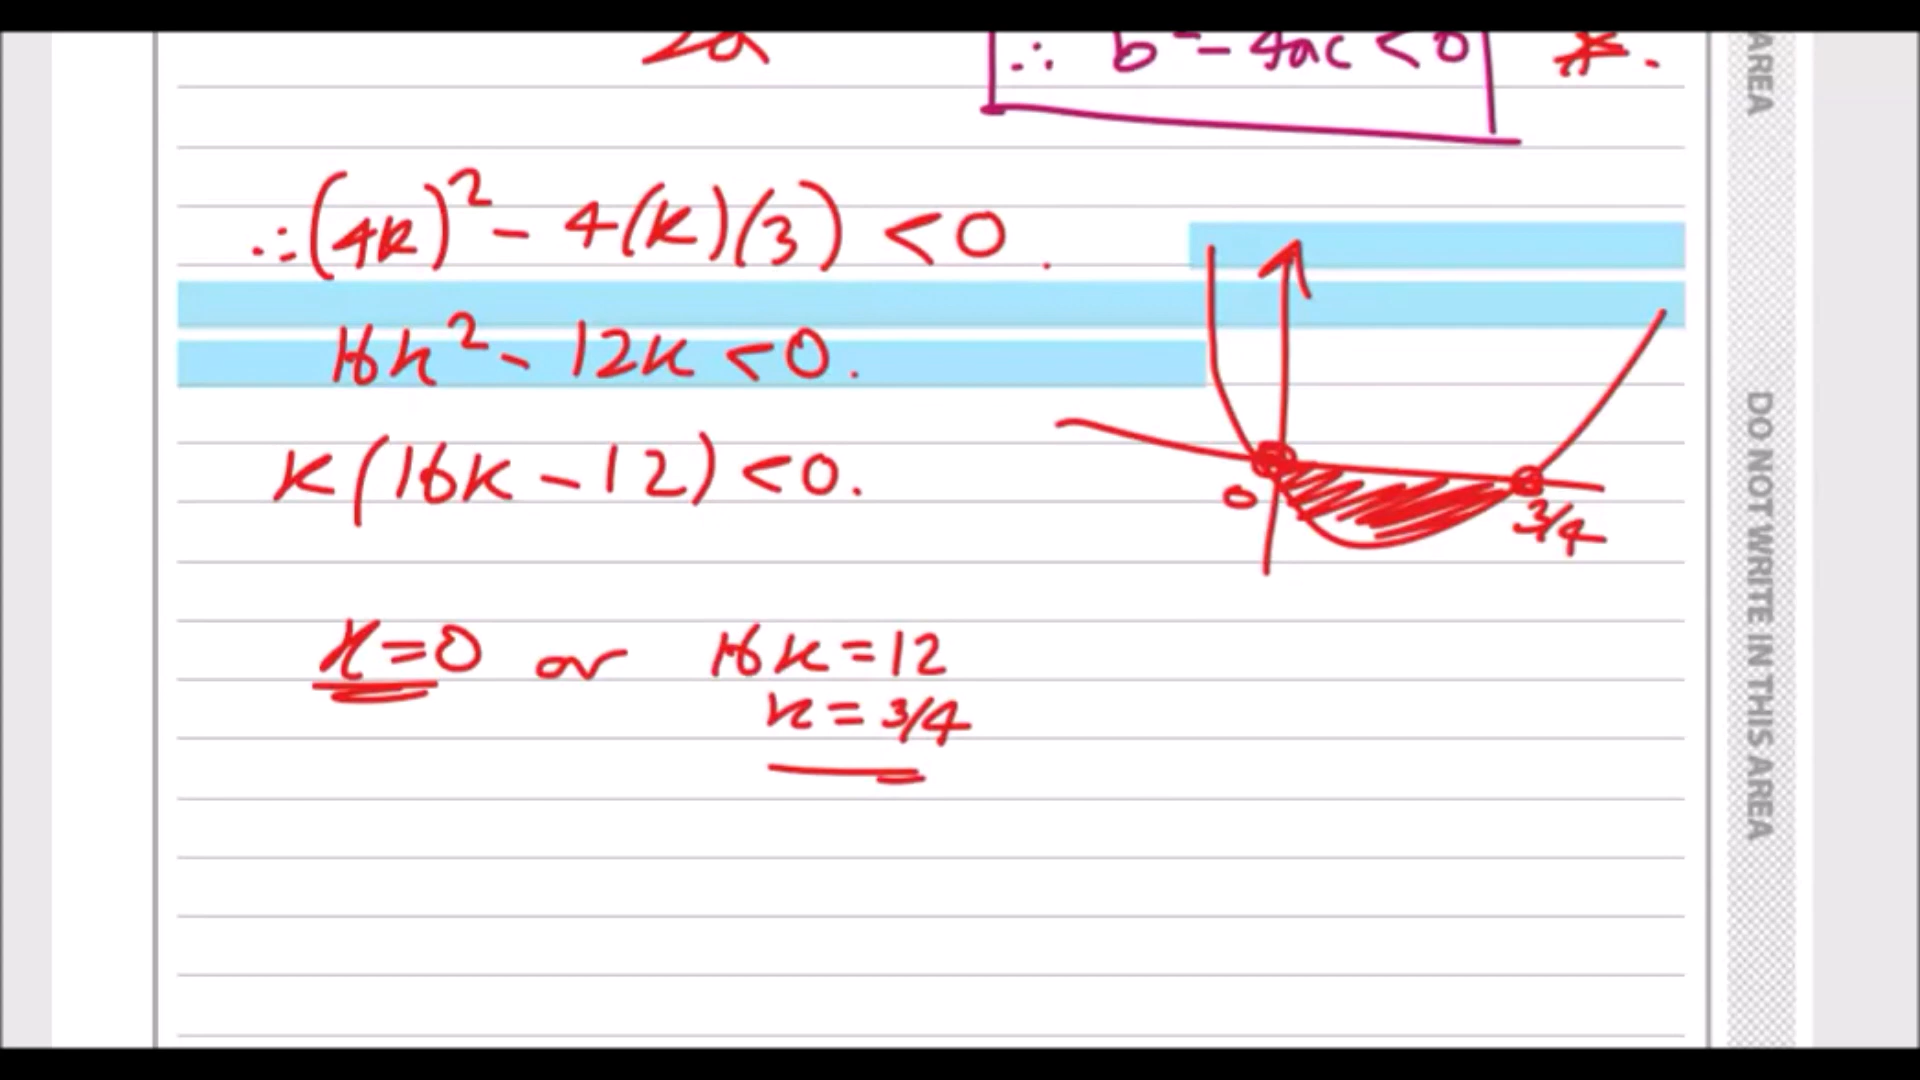 2a
∴ b² - 4ac < 0 *.
∴ (4k)² - 4(k)(3) < 0.
16k² - 12k < 0.
k(16k - 12) < 0.
0
3/4
k = 0 or 16k = 12
k = 3/4
AREA
DO NOT WRITE IN THIS AREA